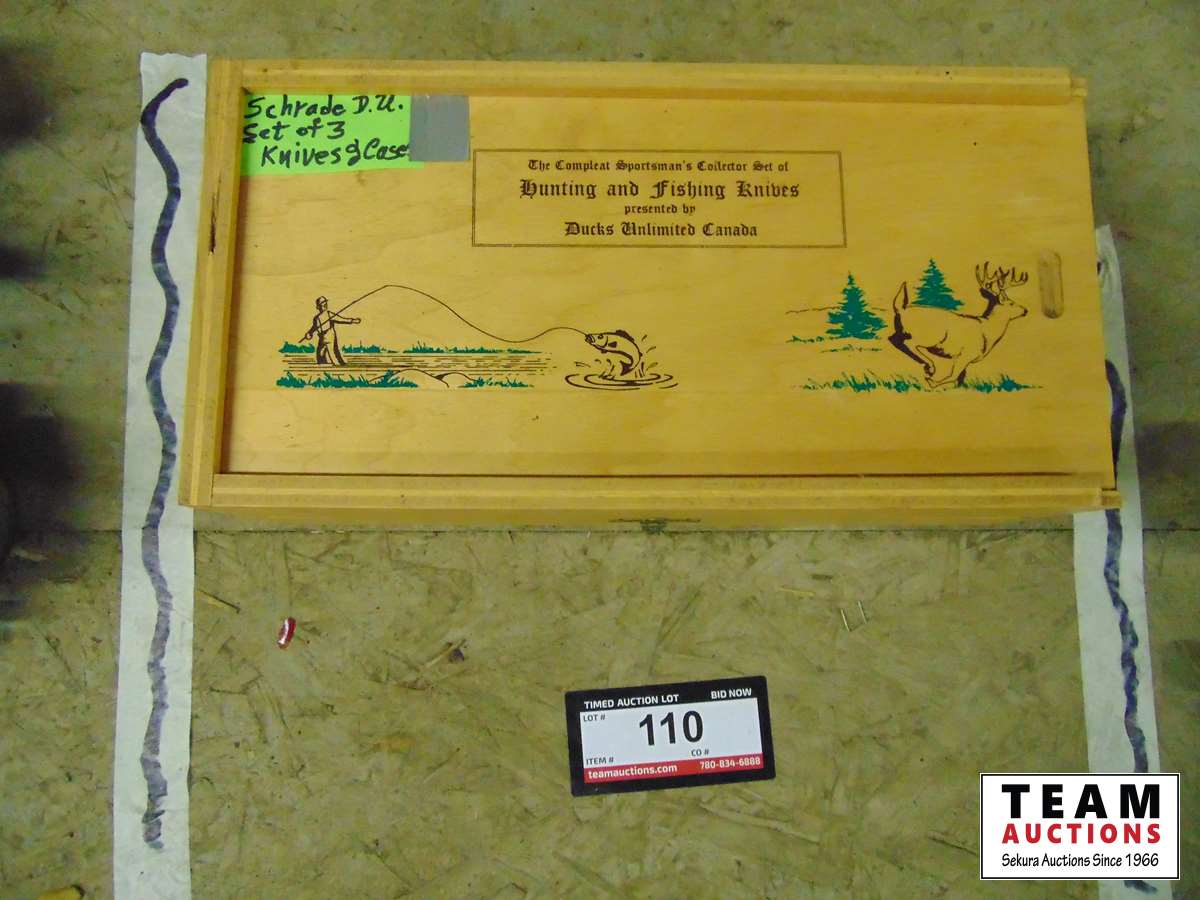 Schrade D.U.
Set of 3
Knives & Case
The Compleat Sportsman's Collector Set of
Hunting and Fishing Knives
presented by
Ducks Unlimited Canada
TIMED AUCTION LOT BID NOW
LOT # 110
ITEM # CO #
teamauctions.com 780-834-6888
TEAM
AUCTIONS
Sekura Auctions Since 1966